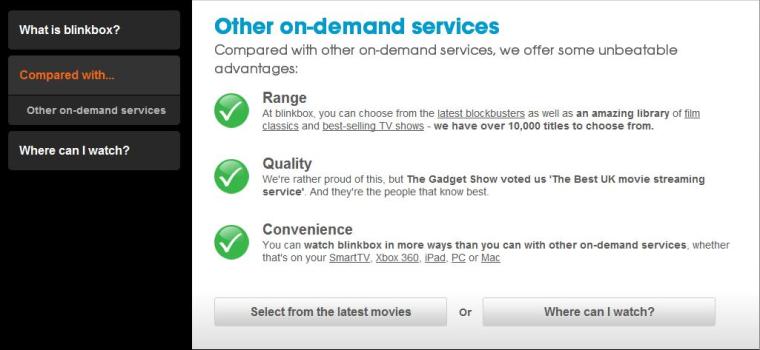 What is blinkbox?
Compared with...
Other on-demand services
Where can I watch?
Other on-demand services
Compared with other on-demand services, we offer some unbeatable
advantages:
Range
At blinkbox, you can choose from the latest blockbusters as well as an amazing library of film
classics and best-selling TV shows - we have over 10,000 titles to choose from.
Quality
We're rather proud of this, but The Gadget Show voted us 'The Best UK movie streaming
service'. And they're the people that know best.
Convenience
You can watch blinkbox in more ways than you can with other on-demand services, whether
that's on your SmartTV, Xbox 360, iPad, PC or Mac
Select from the latest movies Or Where can I watch?